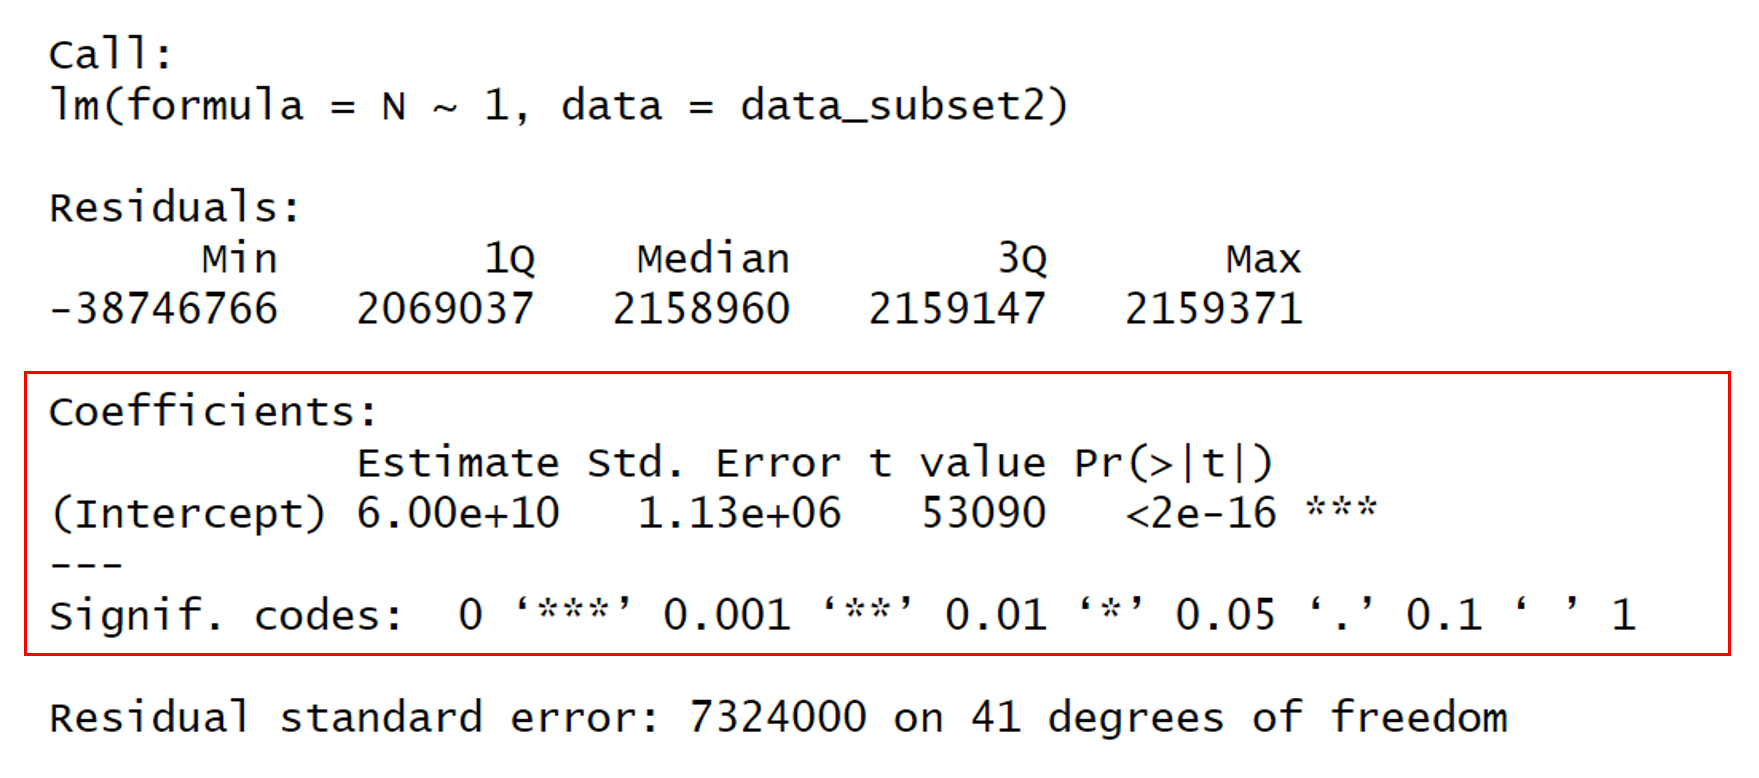 Call:
lm(formula = N ~ 1, data = data_subset2)
Residuals:
Min 1Q Median 3Q Max
-38746766 2069037 2158960 2159147 2159371
Coefficients:
Estimate Std. Error t value Pr(>|t|)
(Intercept) 6.00e+10 1.13e+06 53090 <2e-16 ***
---
Signif. codes: 0 ‘***’ 0.001 ‘**’ 0.01 ‘*’ 0.05 ‘.’ 0.1 ‘ ’ 1
Residual standard error: 7324000 on 41 degrees of freedom